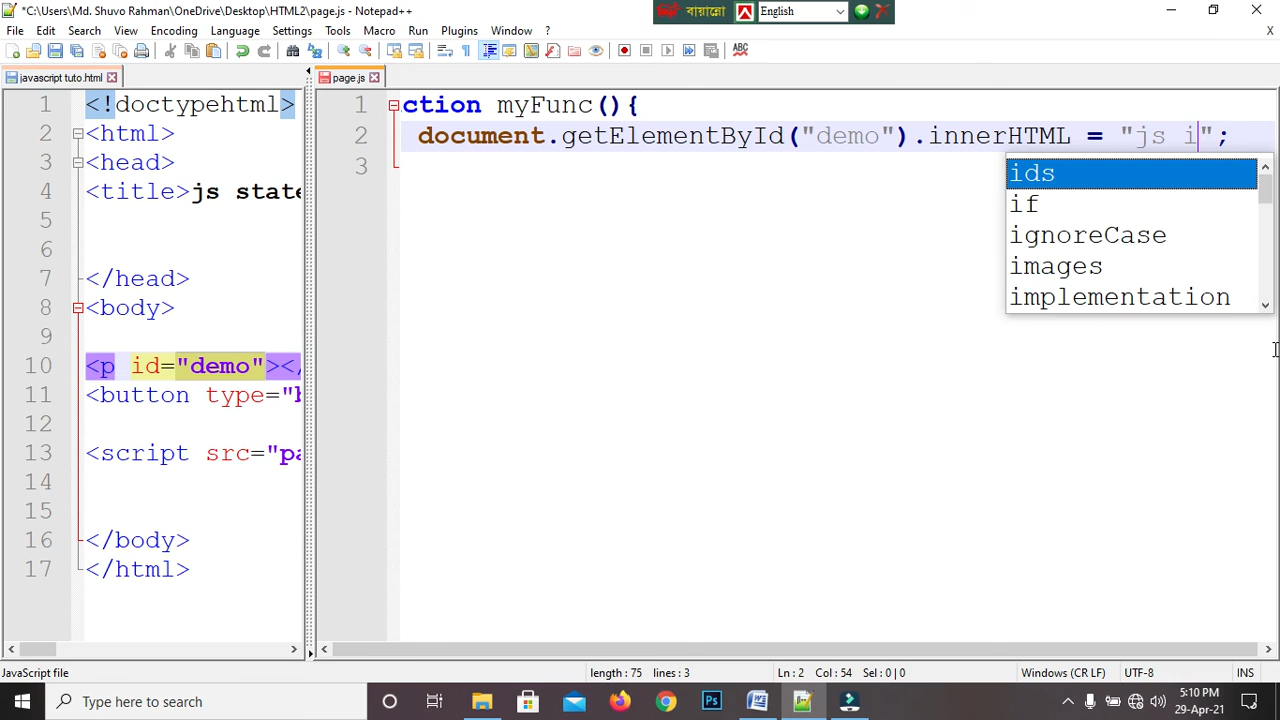 *C:\Users\Md. Shuvo Rahman\OneDrive\Desktop\HTML2\page.js - Notepad++
বায়ান্নো English
File Edit Search View Encoding Language Settings Tools Macro Run Plugins Window ?
X
ABC
javascript tuto.html
page.js
1 <!doctypehtml>
2 <html>
3 <head>
4 <title>js state
5
6
7 </head>
8 <body>
9
10 <p id="demo"></
11 <button type="b
12
13 <script src="pa
14
15
16 </body>
17 </html>
1 ction myFunc(){
2 document.getElementById("demo").innerHTML = "js i";
3
ids
if
ignoreCase
images
implementation
JavaScript file length : 75 lines : 3 Ln : 2 Col : 54 Sel : 0 | 0 Windows (CR LF) UTF-8 INS
Type here to search
5:10 PM
29-Apr-21